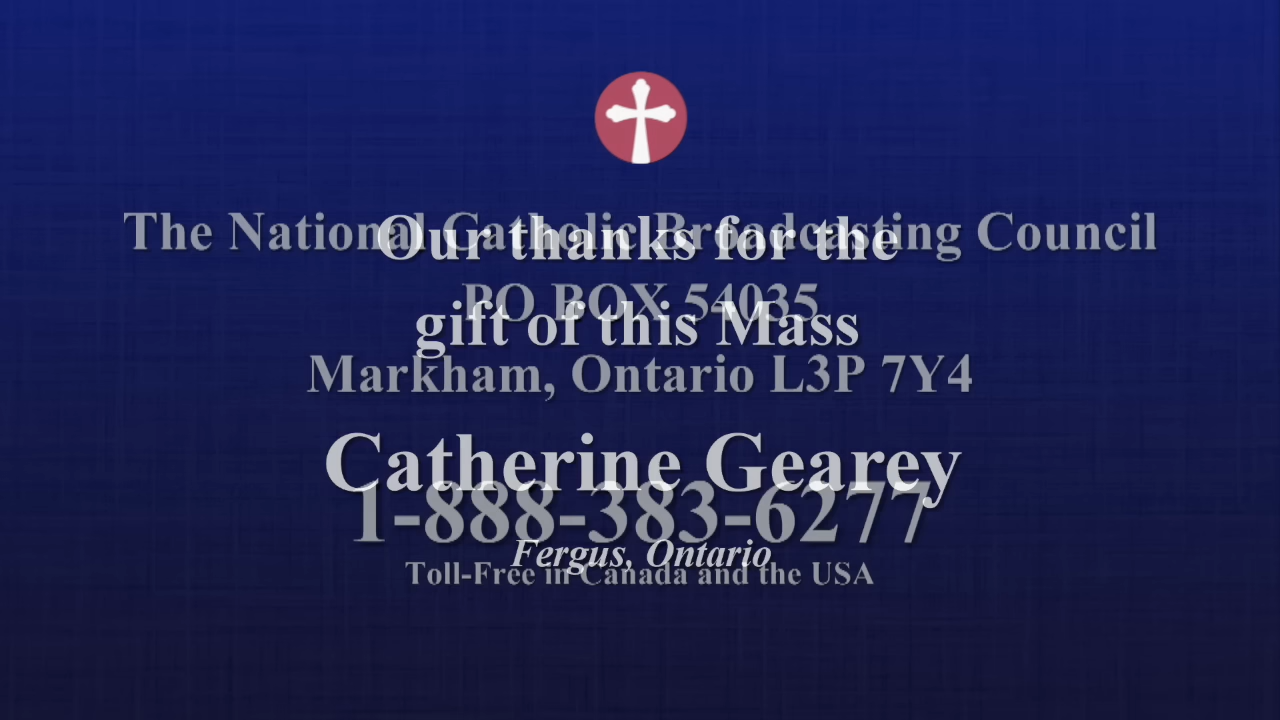 The National Catholic Broadcasting Council
Our thanks for the
PO BOX 54035
gift of this Mass
Markham, Ontario L3P 7Y4
Catherine Gearey
1-888-383-6277
Fergus, Ontario
Toll-Free in Canada and the USA